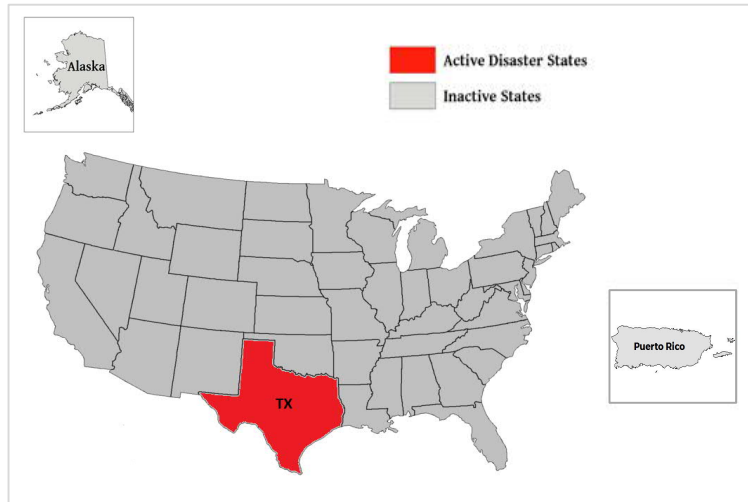 Alaska
Active Disaster States
Inactive States
Puerto Rico
TX